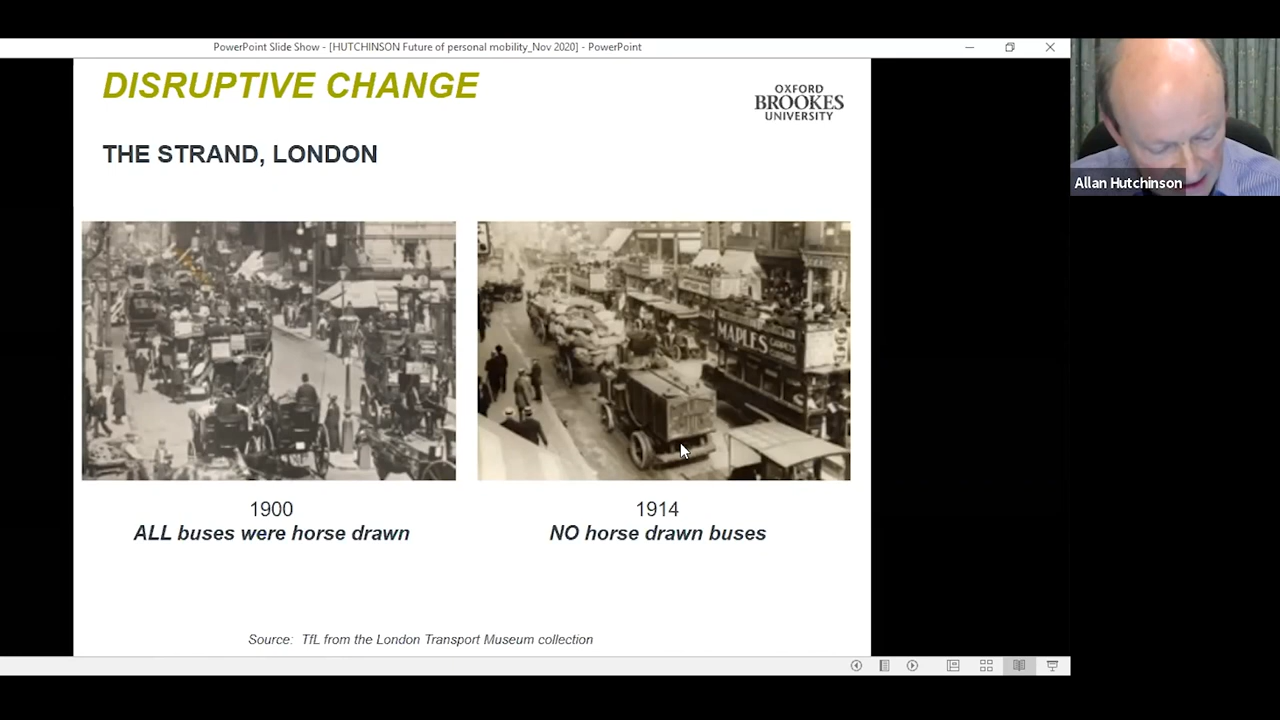 PowerPoint Slide Show - [HUTCHINSON Future of personal mobility_Nov 2020] - PowerPoint
DISRUPTIVE CHANGE
OXFORD
BROOKES
UNIVERSITY
THE STRAND, LONDON
Allan Hutchinson
MAPLES
1900
ALL buses were horse drawn
1914
NO horse drawn buses
Source: TfL from the London Transport Museum collection